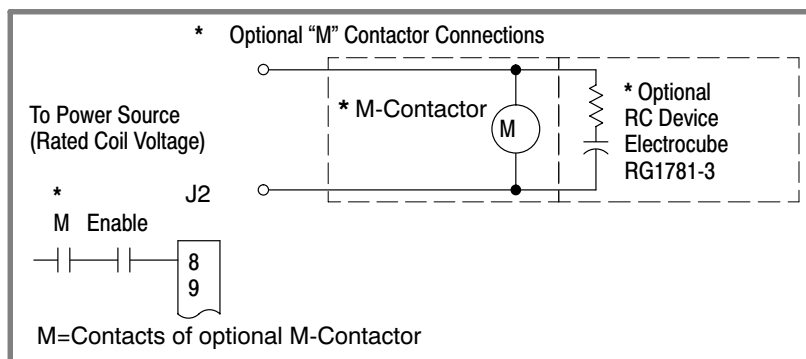 * Optional “M” Contactor Connections
To Power Source
(Rated Coil Voltage)
* M-Contactor
M
* Optional
RC Device
Electrocube
RG1781-3
* J2
M Enable
8
9
M=Contacts of optional M-Contactor